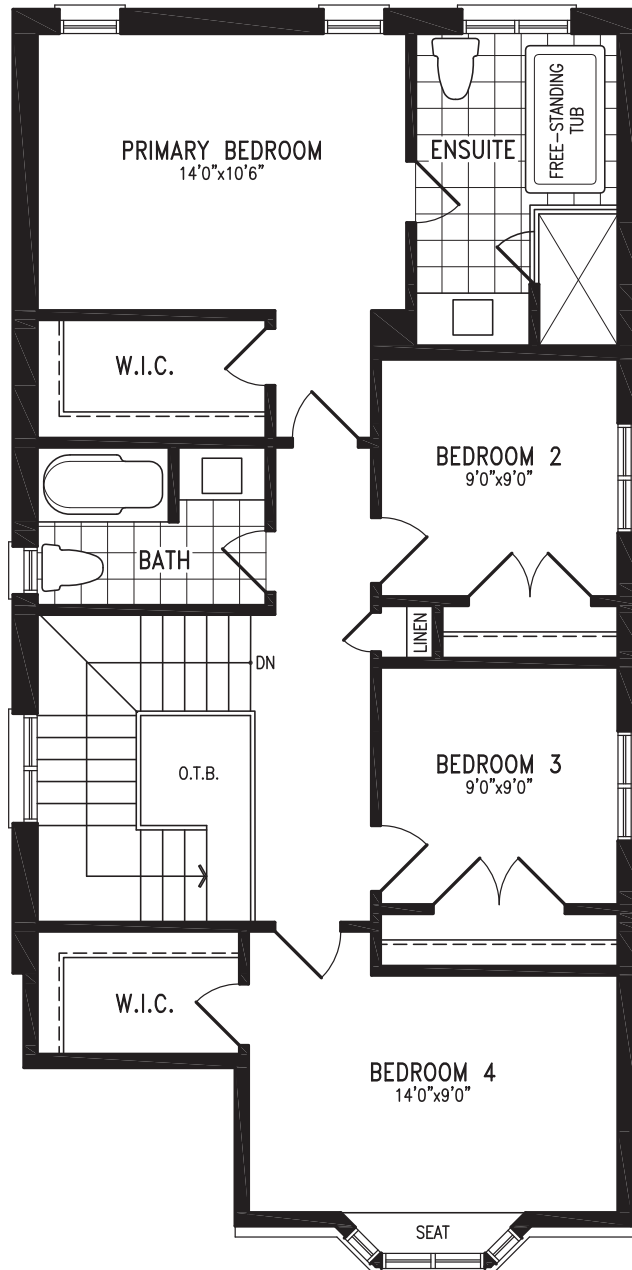 PRIMARY BEDROOM
14'0"x10'6"
ENSUITE
FREE-STANDING
TUB
W.I.C.
BEDROOM 2
9'0"x9'0"
BATH
LINEN
DN
O.T.B.
BEDROOM 3
9'0"x9'0"
W.I.C.
BEDROOM 4
14'0"x9'0"
SEAT